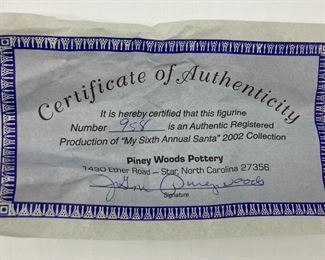 Certificate of Authenticity
It is hereby certified that this figurine
Number 958 is an Authentic Registered
Production of "My Sixth Annual Santa" 2002 Collection
Piney Woods Pottery
1430 Ether Road – Star, North Carolina 27356
Signature